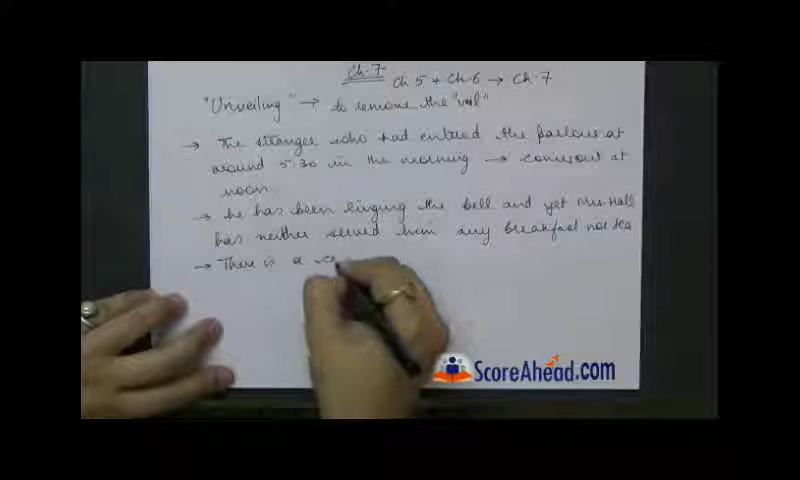 Ch.7
Ch 5 + Ch.6 → Ch.7
"Unveiling" → to remove the "veil"
→ The stranger who had entered the parlour at
around 5:30 in the morning → comes out at
noon.
→ he has been ringing the bell and yet Mrs. Hall
has neither served him any breakfast nor tea
→ There is a
ScoreAhead.com